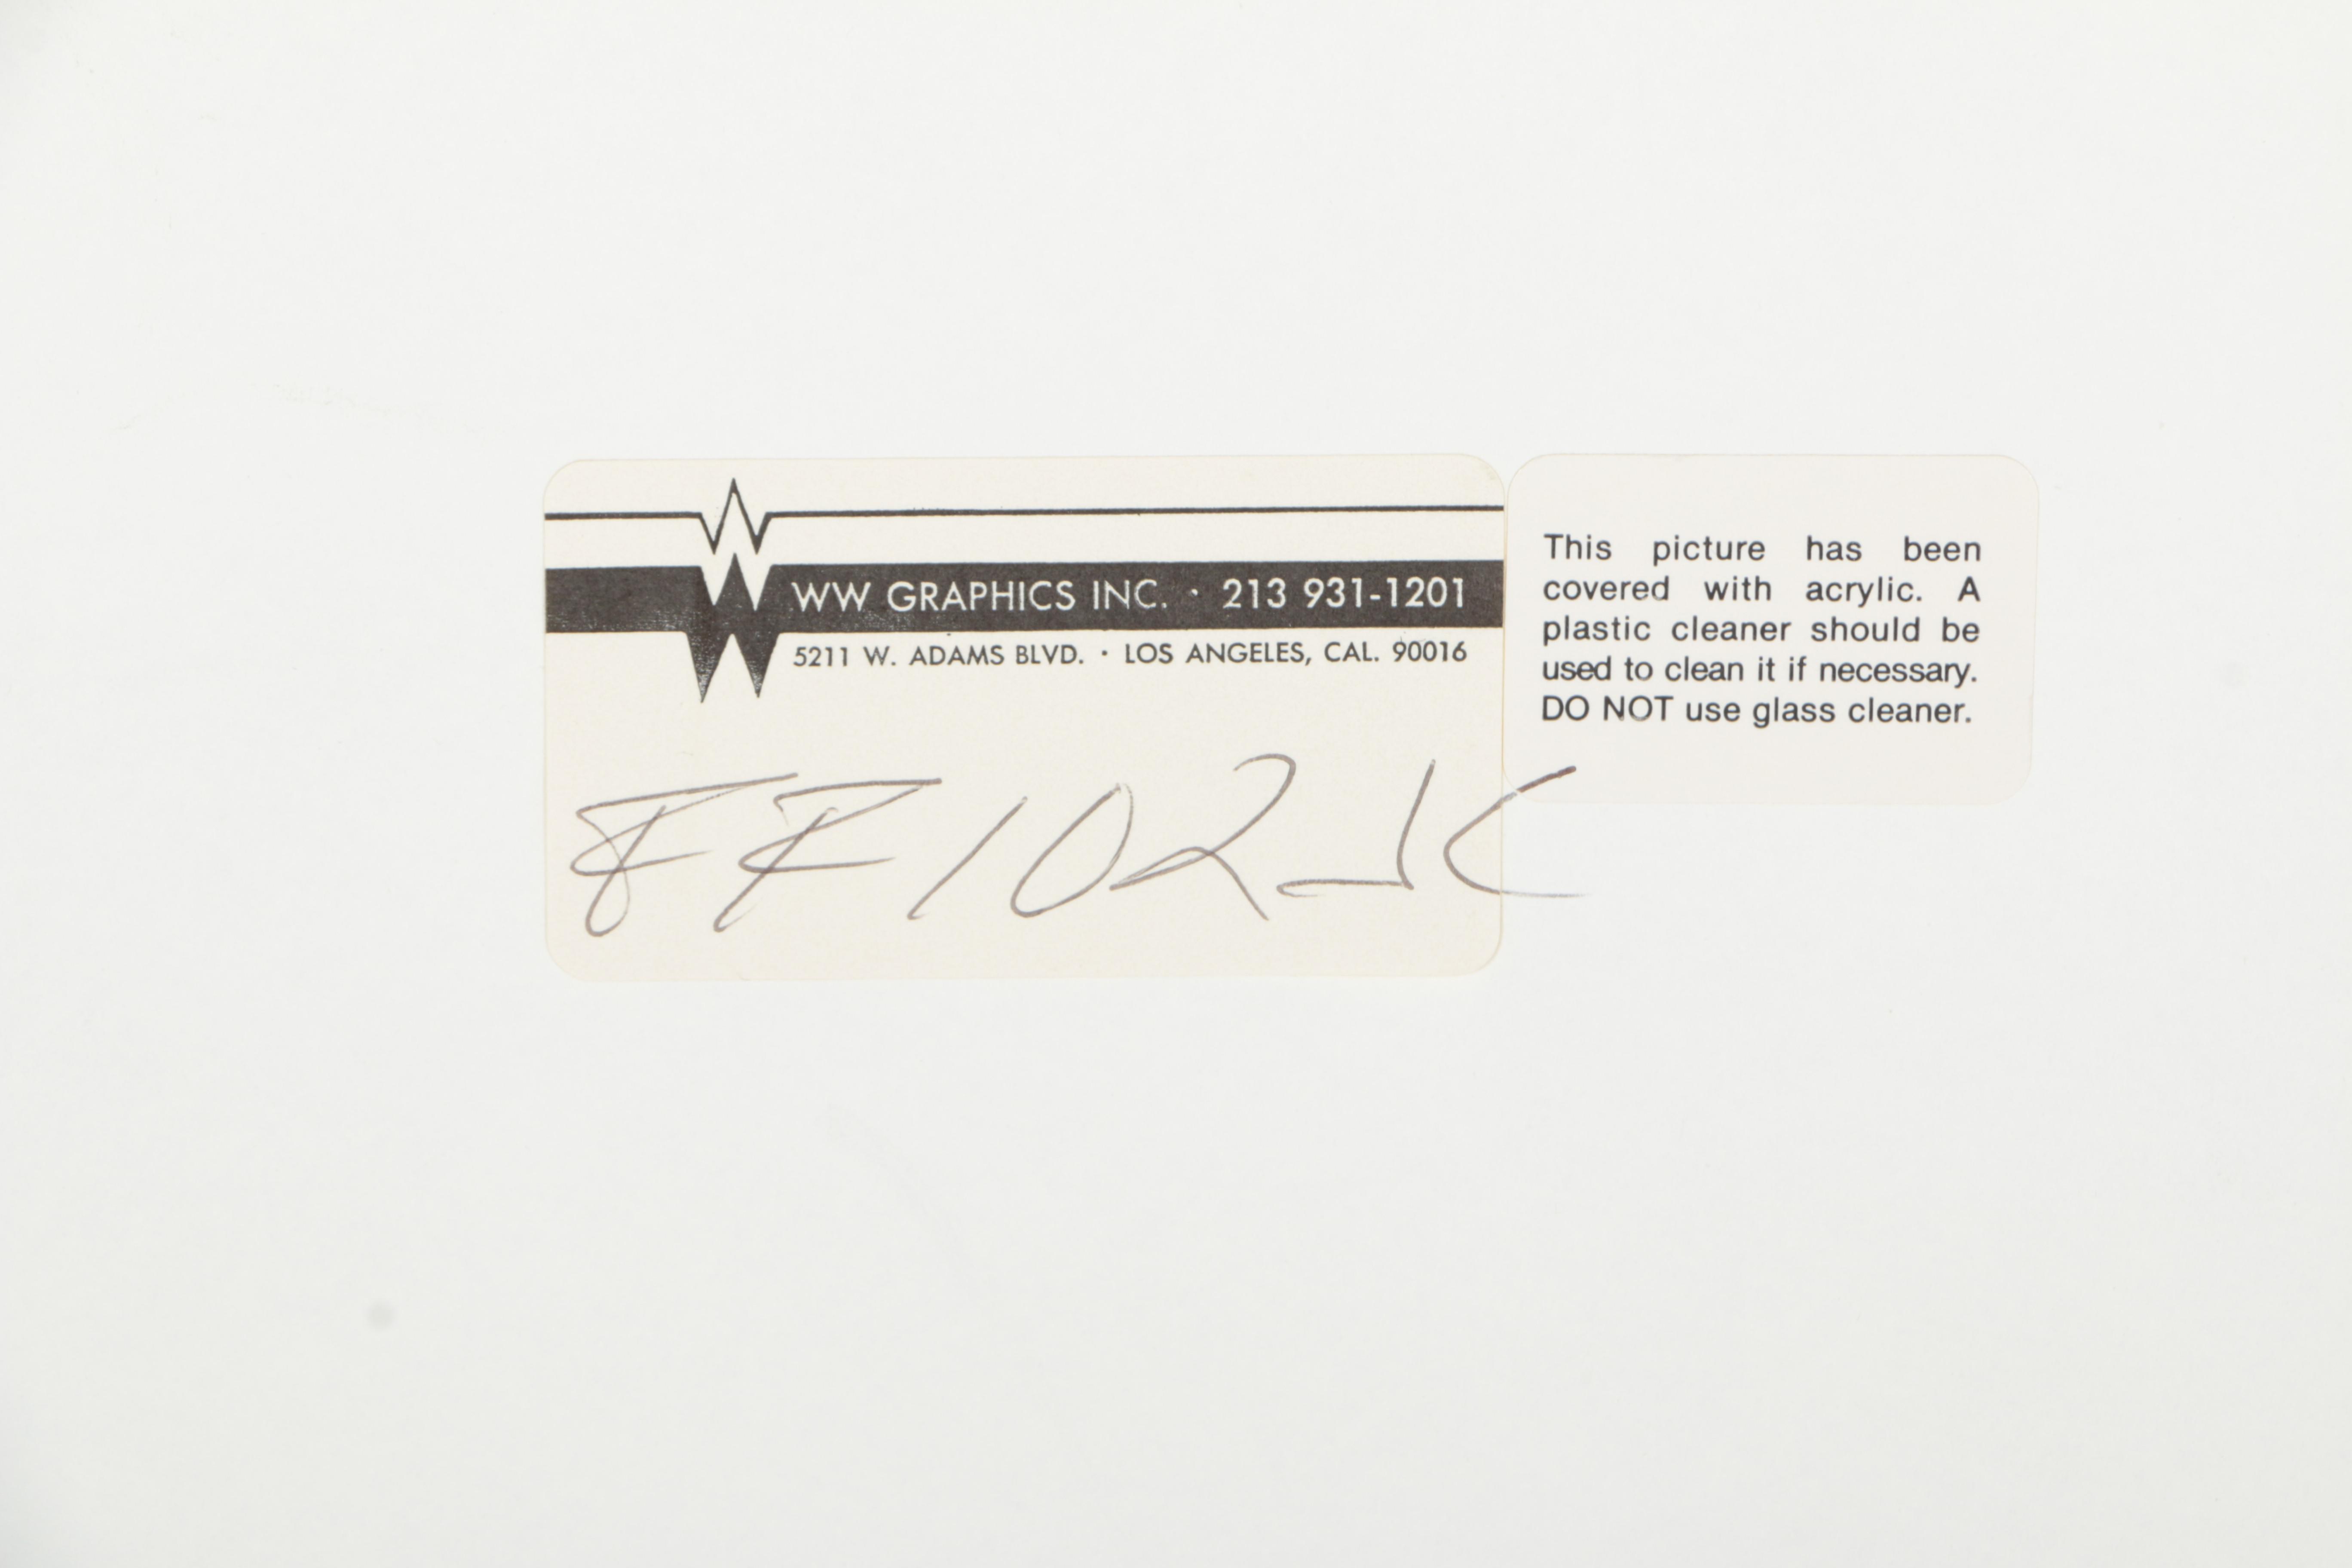 WW GRAPHICS INC. · 213 931-1201
5211 W. ADAMS BLVD. · LOS ANGELES, CAL. 90016
FF102-K
This picture has been
covered with acrylic. A
plastic cleaner should be
used to clean it if necessary.
DO NOT use glass cleaner.